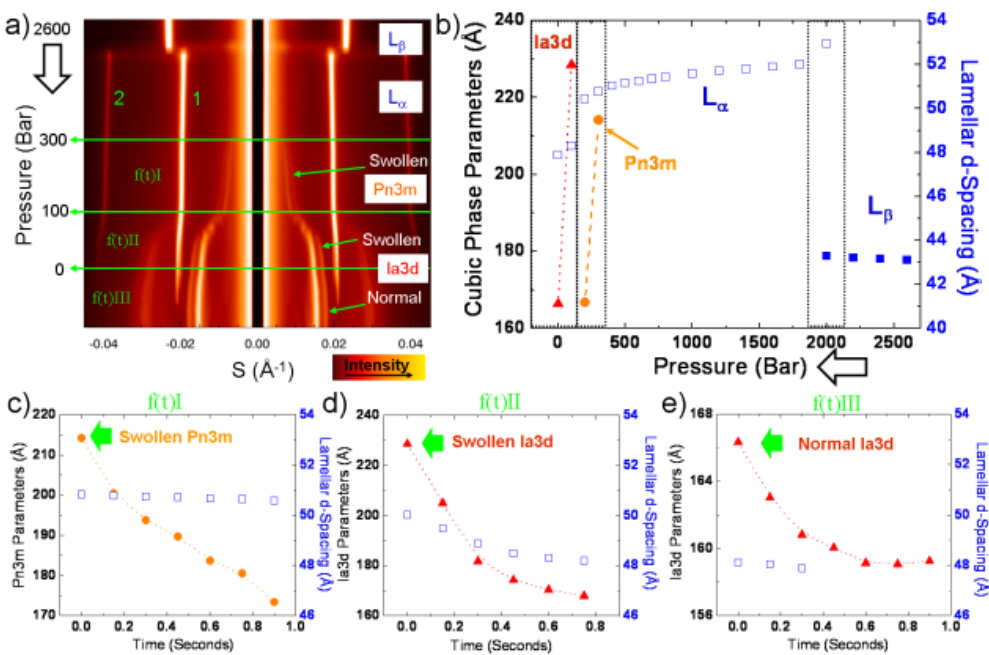 a)
2600
Pressure (Bar)
300
100
0
2
1
f(t)I
f(t)II
f(t)III
Lβ
Lα
Swollen
Pn3m
Swollen
Ia3d
Normal
-0.04 -0.02 0.02 0.04
S (Å-1)
Intensity
b)
Cubic Phase Parameters (Å)
240
220
200
180
160
Ia3d
Pn3m
Lα
Lβ
0 500 1000 1500 2000 2500
Pressure (Bar)
54
52
50
48
46
44
42
40
Lamellar d-Spacing (Å)
c)
f(t)I
Swollen Pn3m
Pn3m Parameters (Å)
220
210
200
190
180
170
54
52
50
48
46
Lamellar d-Spacing (Å)
0.0 0.2 0.4 0.6 0.8 1.0
Time (Seconds)
d)
f(t)II
Swollen Ia3d
Ia3d Parameters (Å)
240
220
200
180
160
54
52
50
48
46
Lamellar d-Spacing (Å)
0.0 0.2 0.4 0.6 0.8
Time (Seconds)
e)
f(t)III
Normal Ia3d
Ia3d Parameters (Å)
168
164
160
156
54
53
52
51
50
49
48
47
46
Lamellar d-Spacing (Å)
0.0 0.2 0.4 0.6 0.8 1.0
Time (Seconds)